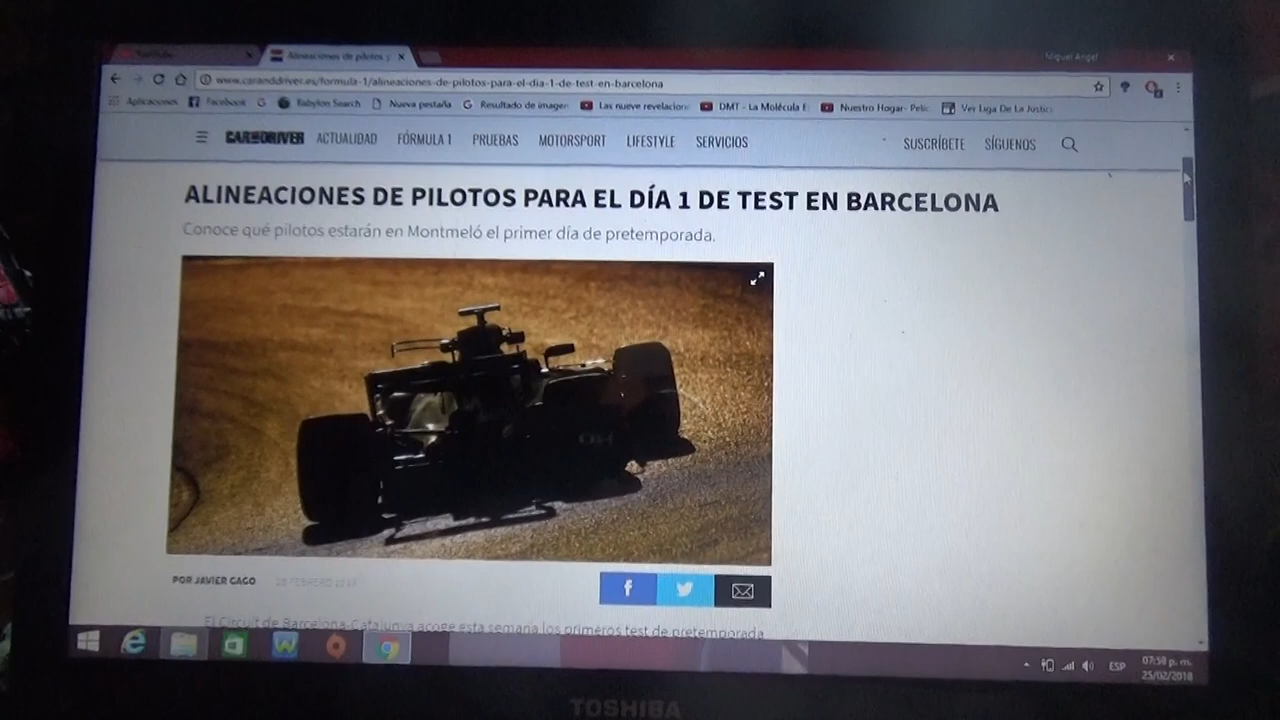 YouTube
Alineaciones de pilotos p
Miguel Angel
www.caranddriver.es/formula-1/alineaciones-de-pilotos-para-el-dia-1-de-test-en-barcelona
Aplicaciones Facebook Babylon Search Nueva pestaña Resultado de imagen Las nueve revelacion DMT - La Molécula E Nuestro Hogar- Pelic Ver Liga De La Justic
CAR AND DRIVER ACTUALIDAD FÓRMULA 1 PRUEBAS MOTORSPORT LIFESTYLE SERVICIOS SUSCRÍBETE SÍGUENOS
ALINEACIONES DE PILOTOS PARA EL DÍA 1 DE TEST EN BARCELONA
Conoce qué pilotos estarán en Montmeló el primer día de pretemporada.
POR JAVIER GAGO
El Circuit de Barcelona-Catalunya acoge esta semana los primeros test de pretemporada
ESP
07:58 p. m.
25/02/2018
TOSHIBA